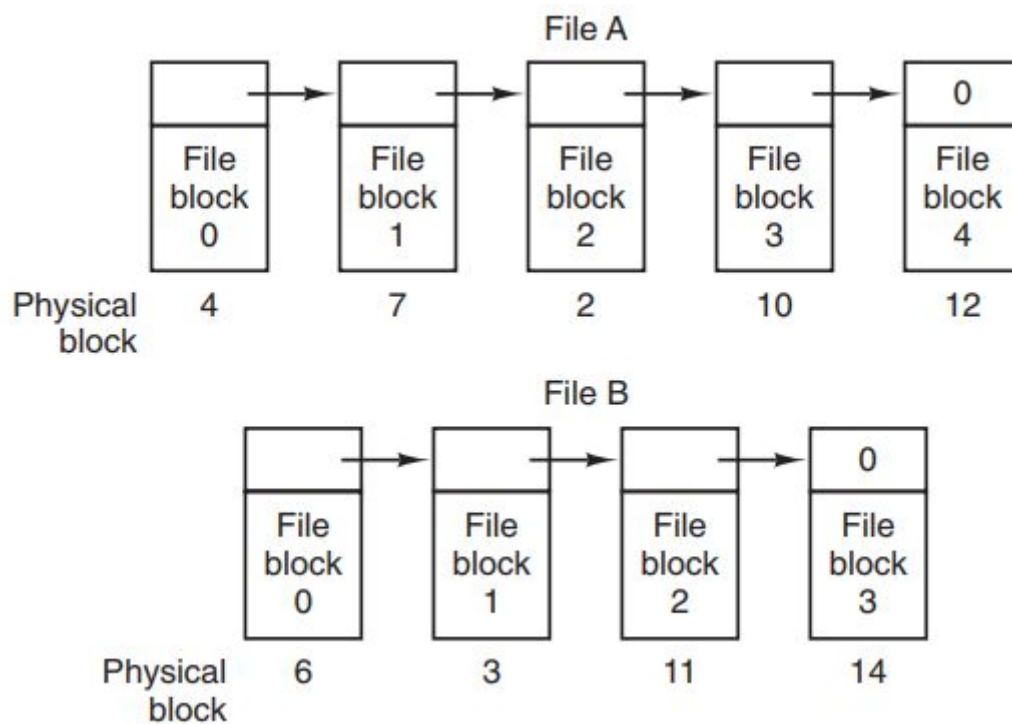 File A
0
File File File File File
block block block block block
0 1 2 3 4
Physical block 4 7 2 10 12
File B
0
File File File File
block block block block
0 1 2 3
Physical block 6 3 11 14